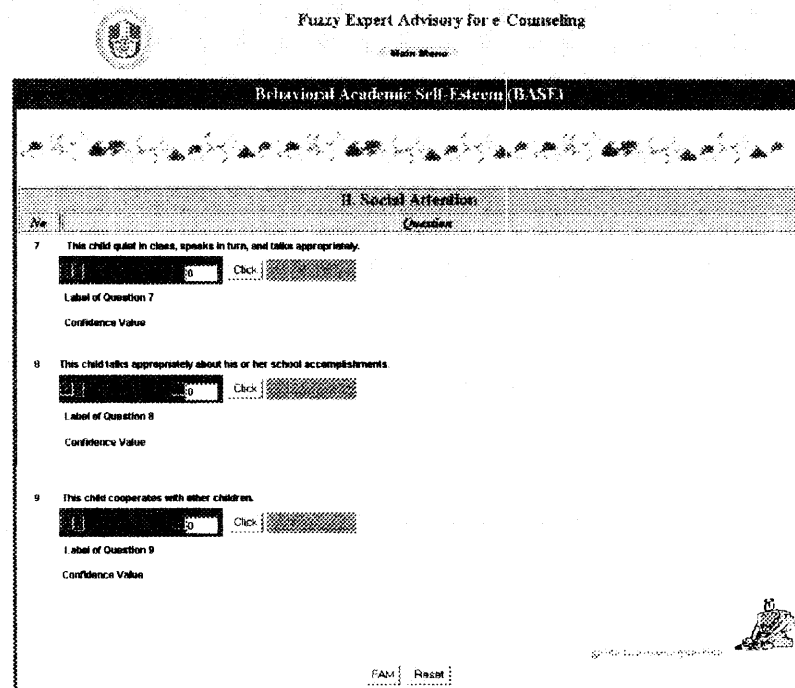 Fuzzy Expert Advisory for e-Counseling
Main Menu
Behavioral Academic Self-Esteem (BASE)
II. Social Attention
No Question
7 This child quiet in class, speaks in turn, and talks appropriately.
0 Click
Label of Question 7
Confidence Value
8 This child talks appropriately about his or her school accomplishments.
0 Click
Label of Question 8
Confidence Value
9 This child cooperates with other children.
0 Click
Label of Question 9
Confidence Value
FAM Reset